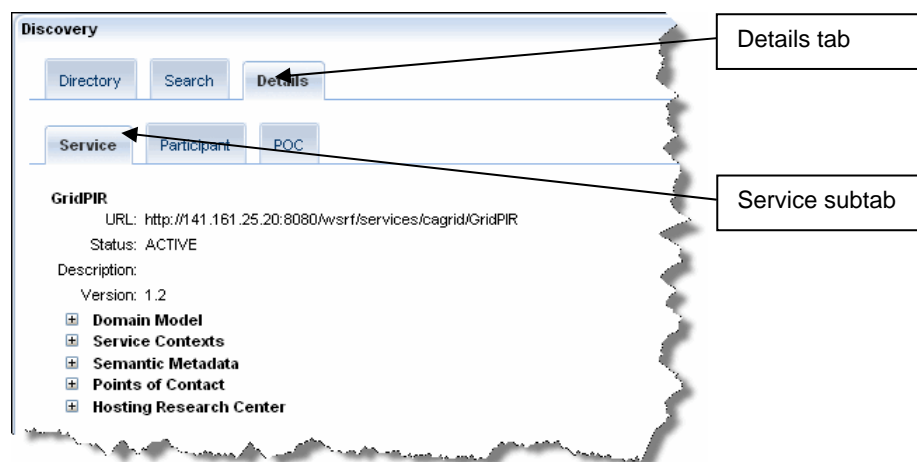 Discovery
Details tab
Directory Search Details
Service Participant POC
Service subtab
GridPIR
URL: http://141.161.25.20:8080/wsrf/services/cagrid/GridPIR
Status: ACTIVE
Description:
Version: 1.2
Domain Model
Service Contexts
Semantic Metadata
Points of Contact
Hosting Research Center